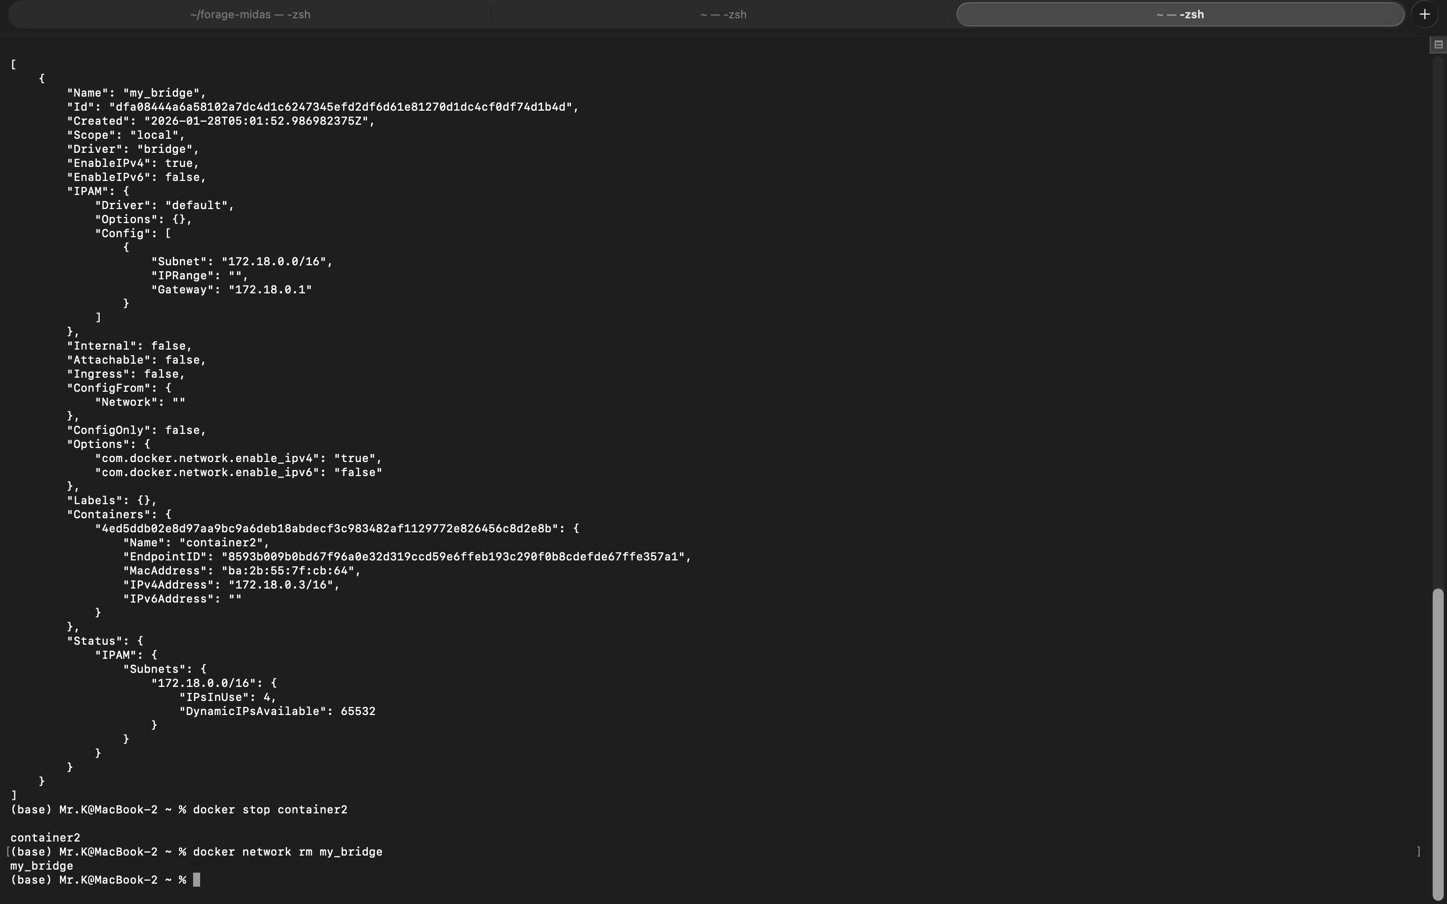 ~/forage-midas — -zsh
~ — -zsh
~ — -zsh
+
[
    {
        "Name": "my_bridge",
        "Id": "dfa08444a6a58102a7dc4d1c6247345efd2df6d61e81270d1dc4cf0df74d1b4d",
        "Created": "2026-01-28T05:01:52.986982375Z",
        "Scope": "local",
        "Driver": "bridge",
        "EnableIPv4": true,
        "EnableIPv6": false,
        "IPAM": {
            "Driver": "default",
            "Options": {},
            "Config": [
                {
                    "Subnet": "172.18.0.0/16",
                    "IPRange": "",
                    "Gateway": "172.18.0.1"
                }
            ]
        },
        "Internal": false,
        "Attachable": false,
        "Ingress": false,
        "ConfigFrom": {
            "Network": ""
        },
        "ConfigOnly": false,
        "Options": {
            "com.docker.network.enable_ipv4": "true",
            "com.docker.network.enable_ipv6": "false"
        },
        "Labels": {},
        "Containers": {
            "4ed5ddb02e8d97aa9bc9a6deb18abdecf3c983482af1129772e826456c8d2e8b": {
                "Name": "container2",
                "EndpointID": "8593b009b0bd67f96a0e32d319ccd59e6ffeb193c290f0b8cdefde67ffe357a1",
                "MacAddress": "ba:2b:55:7f:cb:64",
                "IPv4Address": "172.18.0.3/16",
                "IPv6Address": ""
            }
        },
        "Status": {
            "IPAM": {
                "Subnets": {
                    "172.18.0.0/16": {
                        "IPsInUse": 4,
                        "DynamicIPsAvailable": 65532
                    }
                }
            }
        }
    }
]
(base) Mr.K@MacBook-2 ~ % docker stop container2

container2
[(base) Mr.K@MacBook-2 ~ % docker network rm my_bridge ]
my_bridge
(base) Mr.K@MacBook-2 ~ %